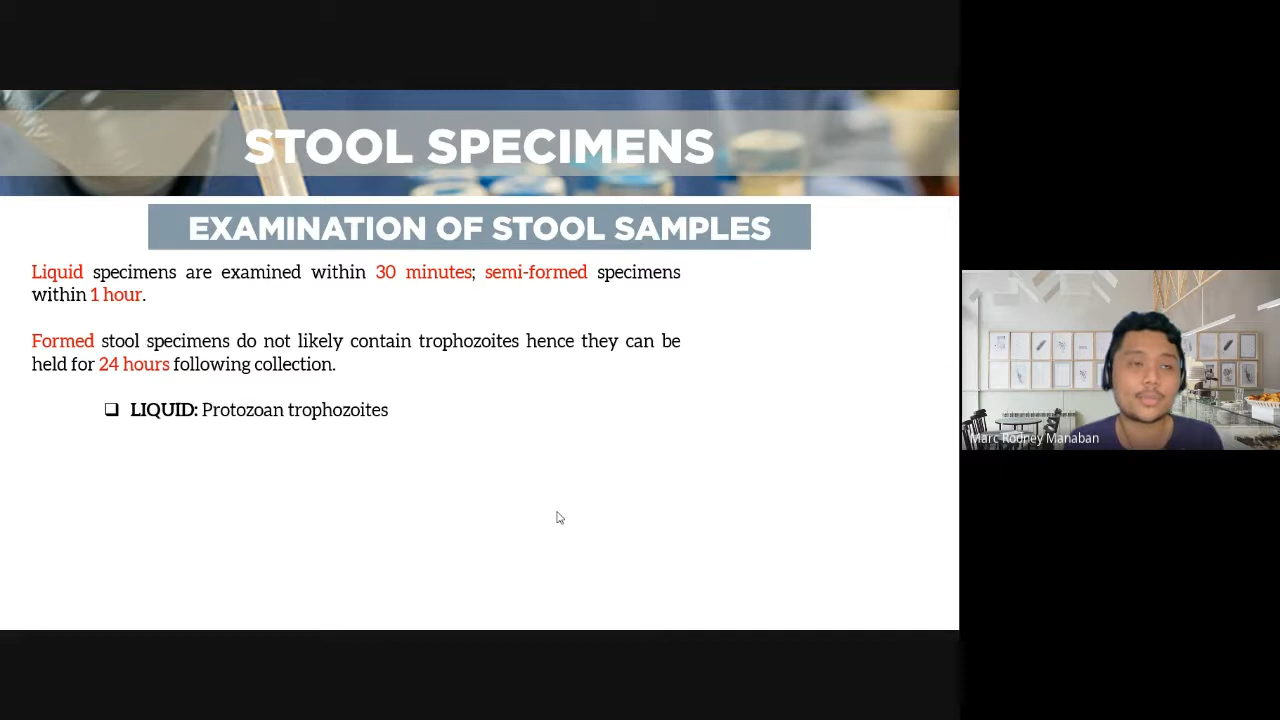 STOOL SPECIMENS
EXAMINATION OF STOOL SAMPLES
Liquid specimens are examined within 30 minutes; semi-formed specimens
within 1 hour.
Formed stool specimens do not likely contain trophozoites hence they can be
held for 24 hours following collection.
❑ LIQUID: Protozoan trophozoites
Marc Rodney Manaban